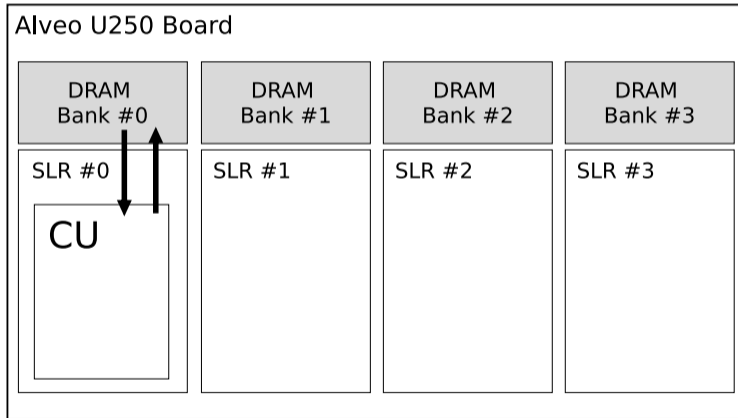 Alveo U250 Board
DRAM
Bank #0
DRAM
Bank #1
DRAM
Bank #2
DRAM
Bank #3
SLR #0
SLR #1
SLR #2
SLR #3
CU